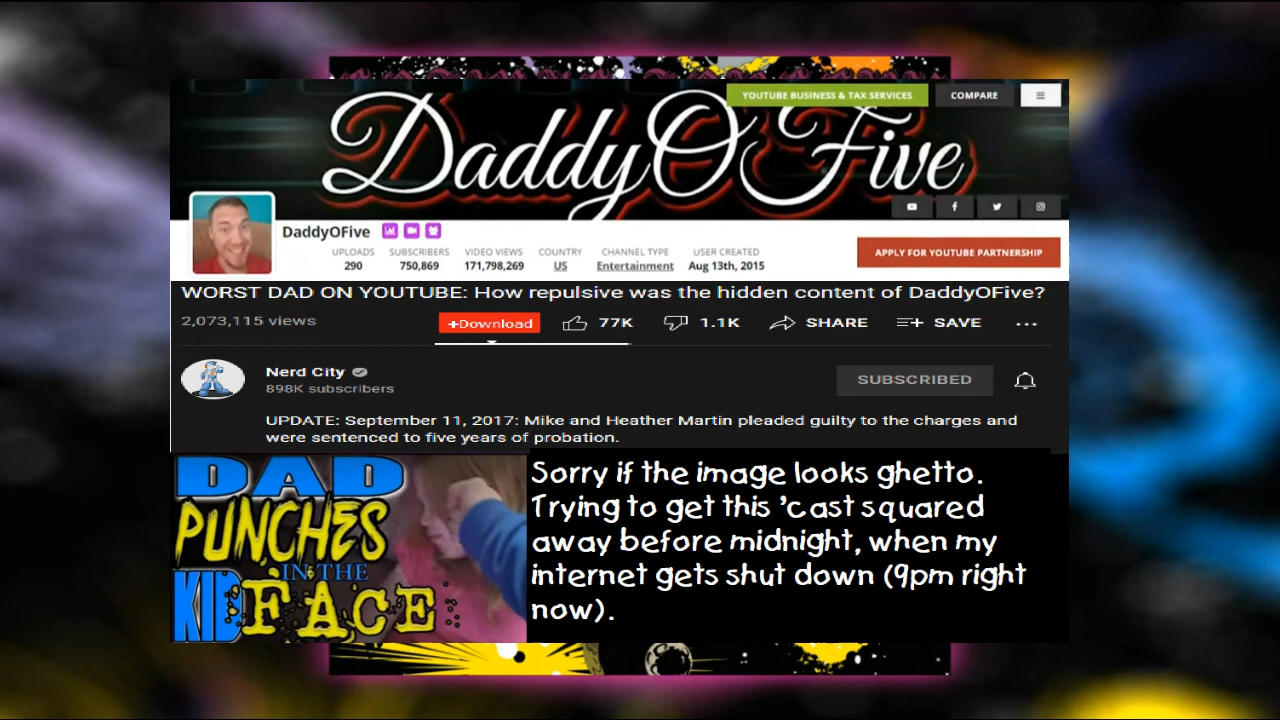 YOUTUBE BUSINESS & TAX SERVICES COMPARE
DaddyOFive
DaddyOFive
UPLOADS SUBSCRIBERS VIDEO VIEWS COUNTRY CHANNEL TYPE USER CREATED
290 750,869 171,798,269 US Entertainment Aug 13th, 2015
APPLY FOR YOUTUBE PARTNERSHIP
WORST DAD ON YOUTUBE: How repulsive was the hidden content of DaddyOFive?
2,073,115 views +Download 77K 1.1K SHARE SAVE
Nerd City
898K subscribers
SUBSCRIBED
UPDATE: September 11, 2017: Mike and Heather Martin pleaded guilty to the charges and
were sentenced to five years of probation.
DAD
PUNCHES
IN THE
KID FACE
Sorry if the image looks ghetto.
Trying to get this 'cast squared
away before midnight, when my
internet gets shut down (9pm right
now).